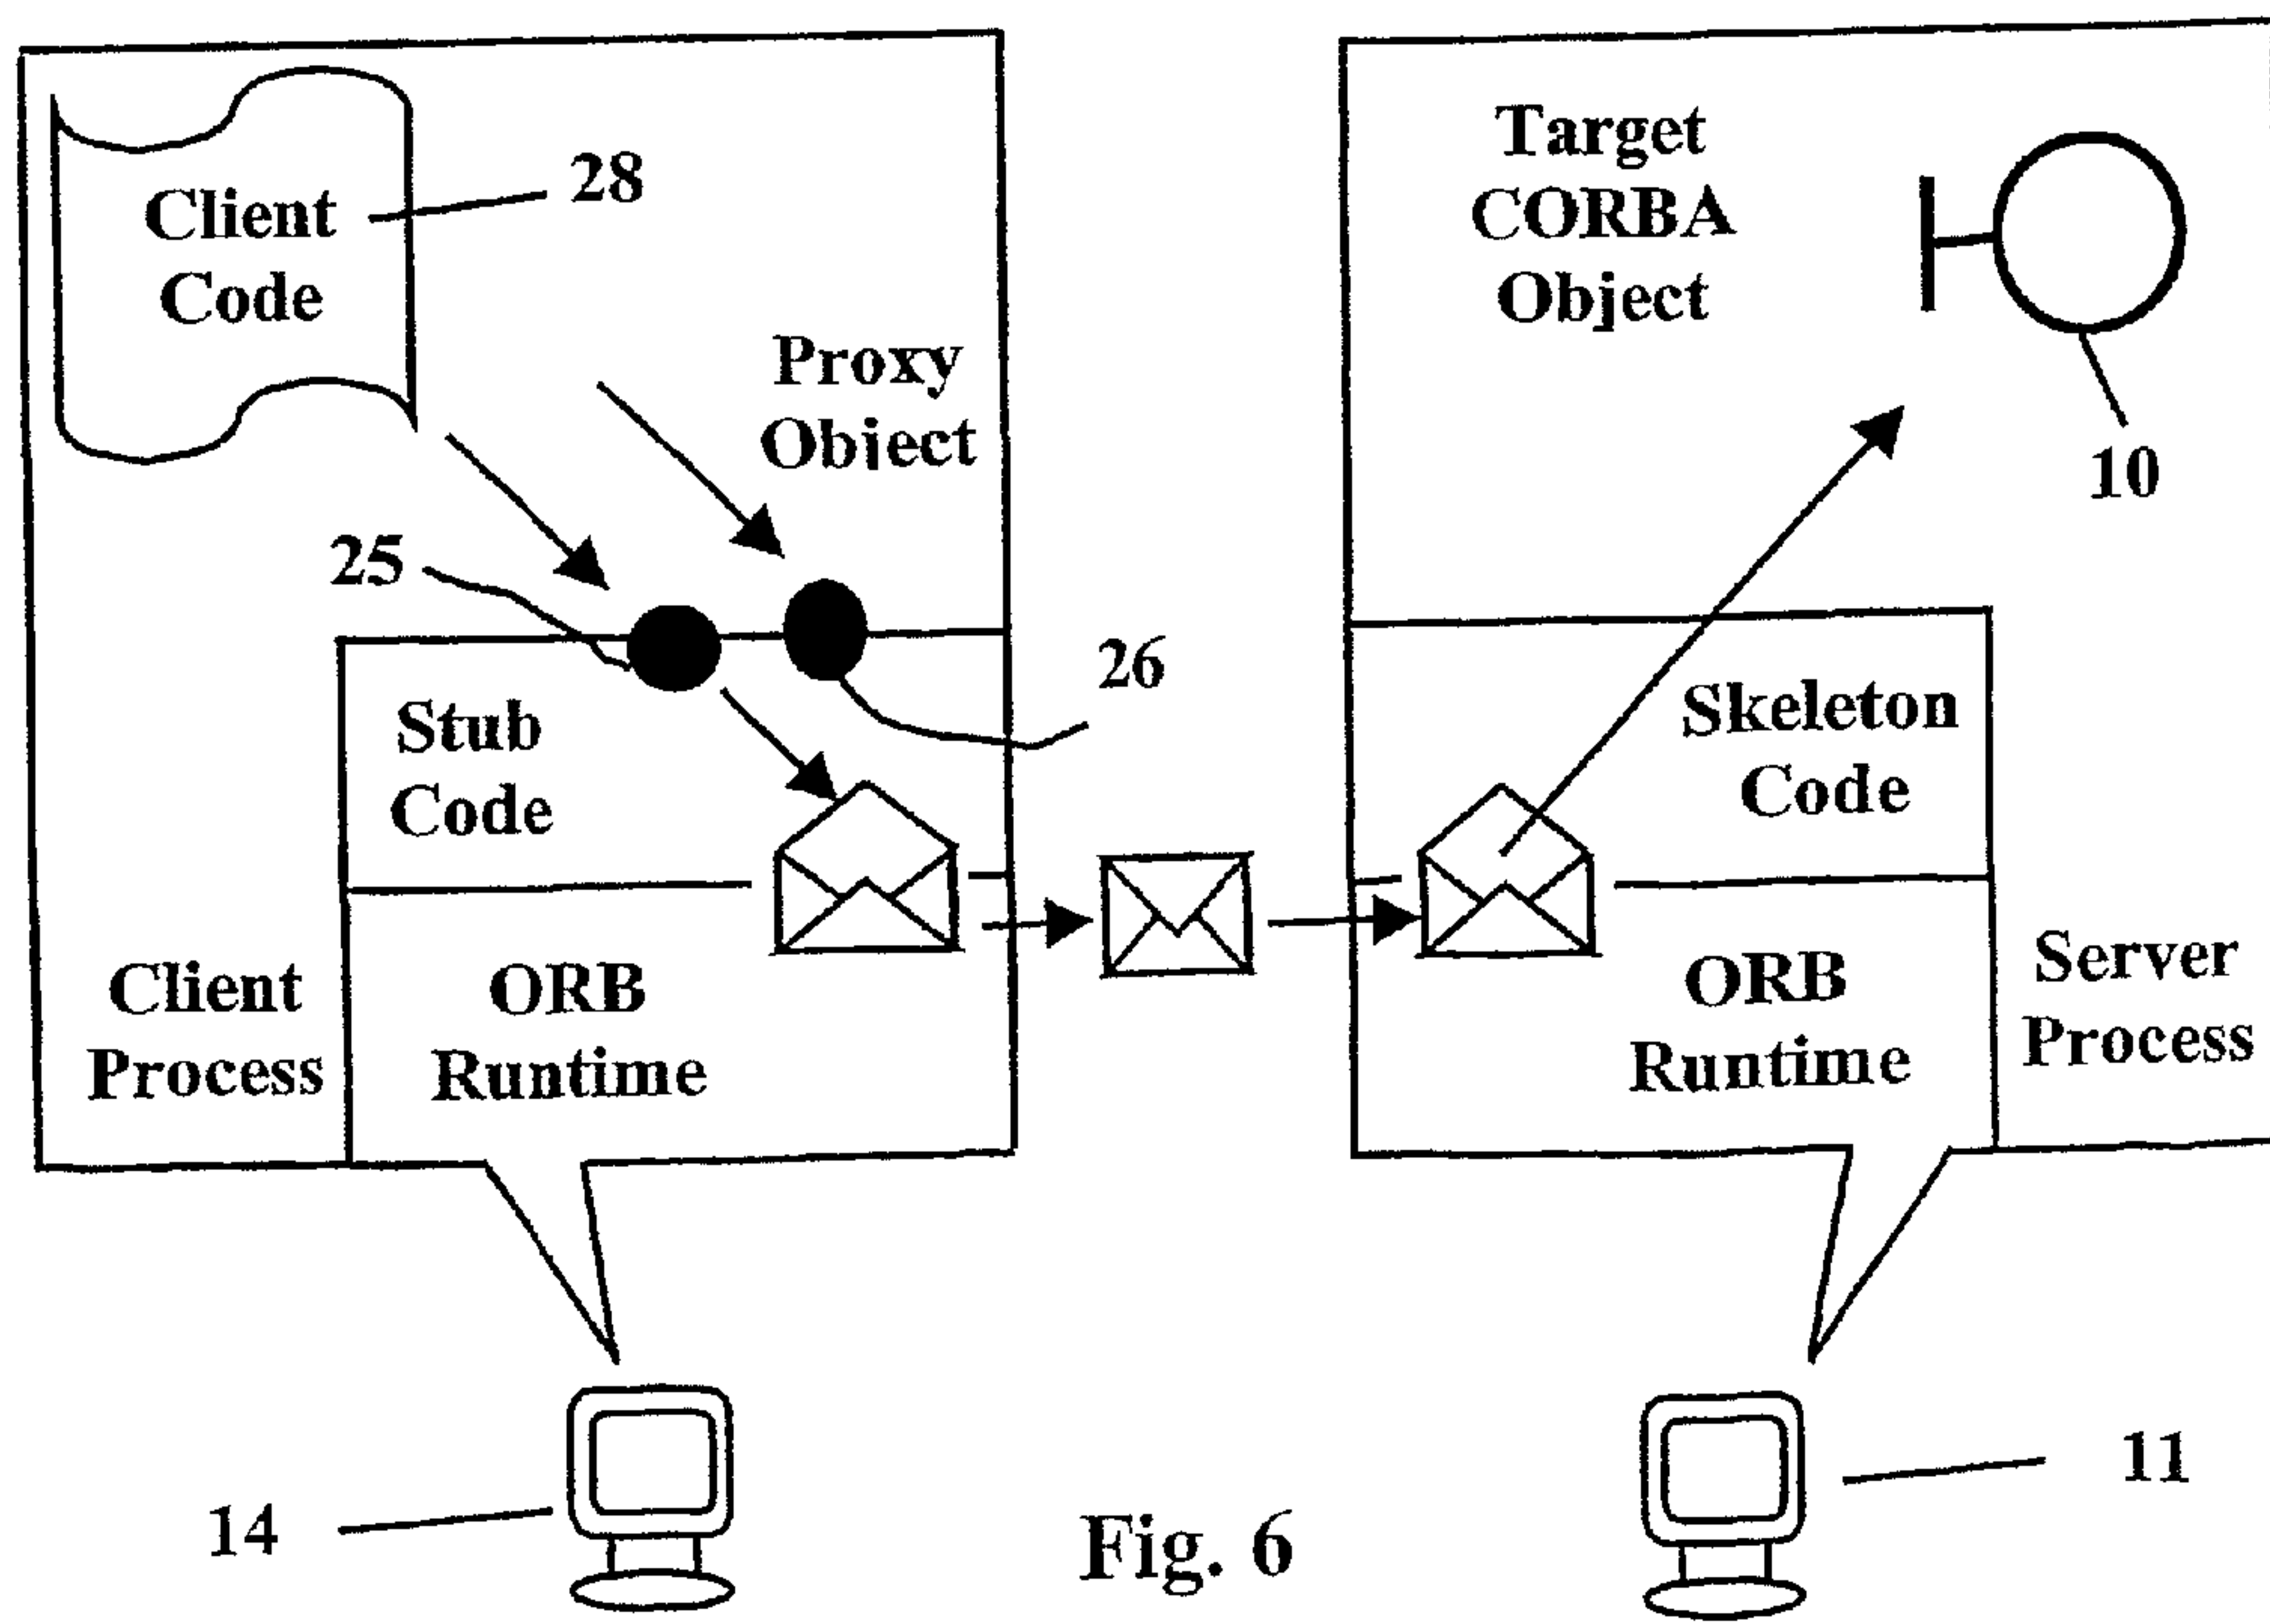 Client
Code
28
Proxy
Object
25
26
Stub
Code
Client
Process
ORB
Runtime
14
Target
CORBA
Object
10
Skeleton
Code
ORB
Runtime
Server
Process
11
Fig. 6